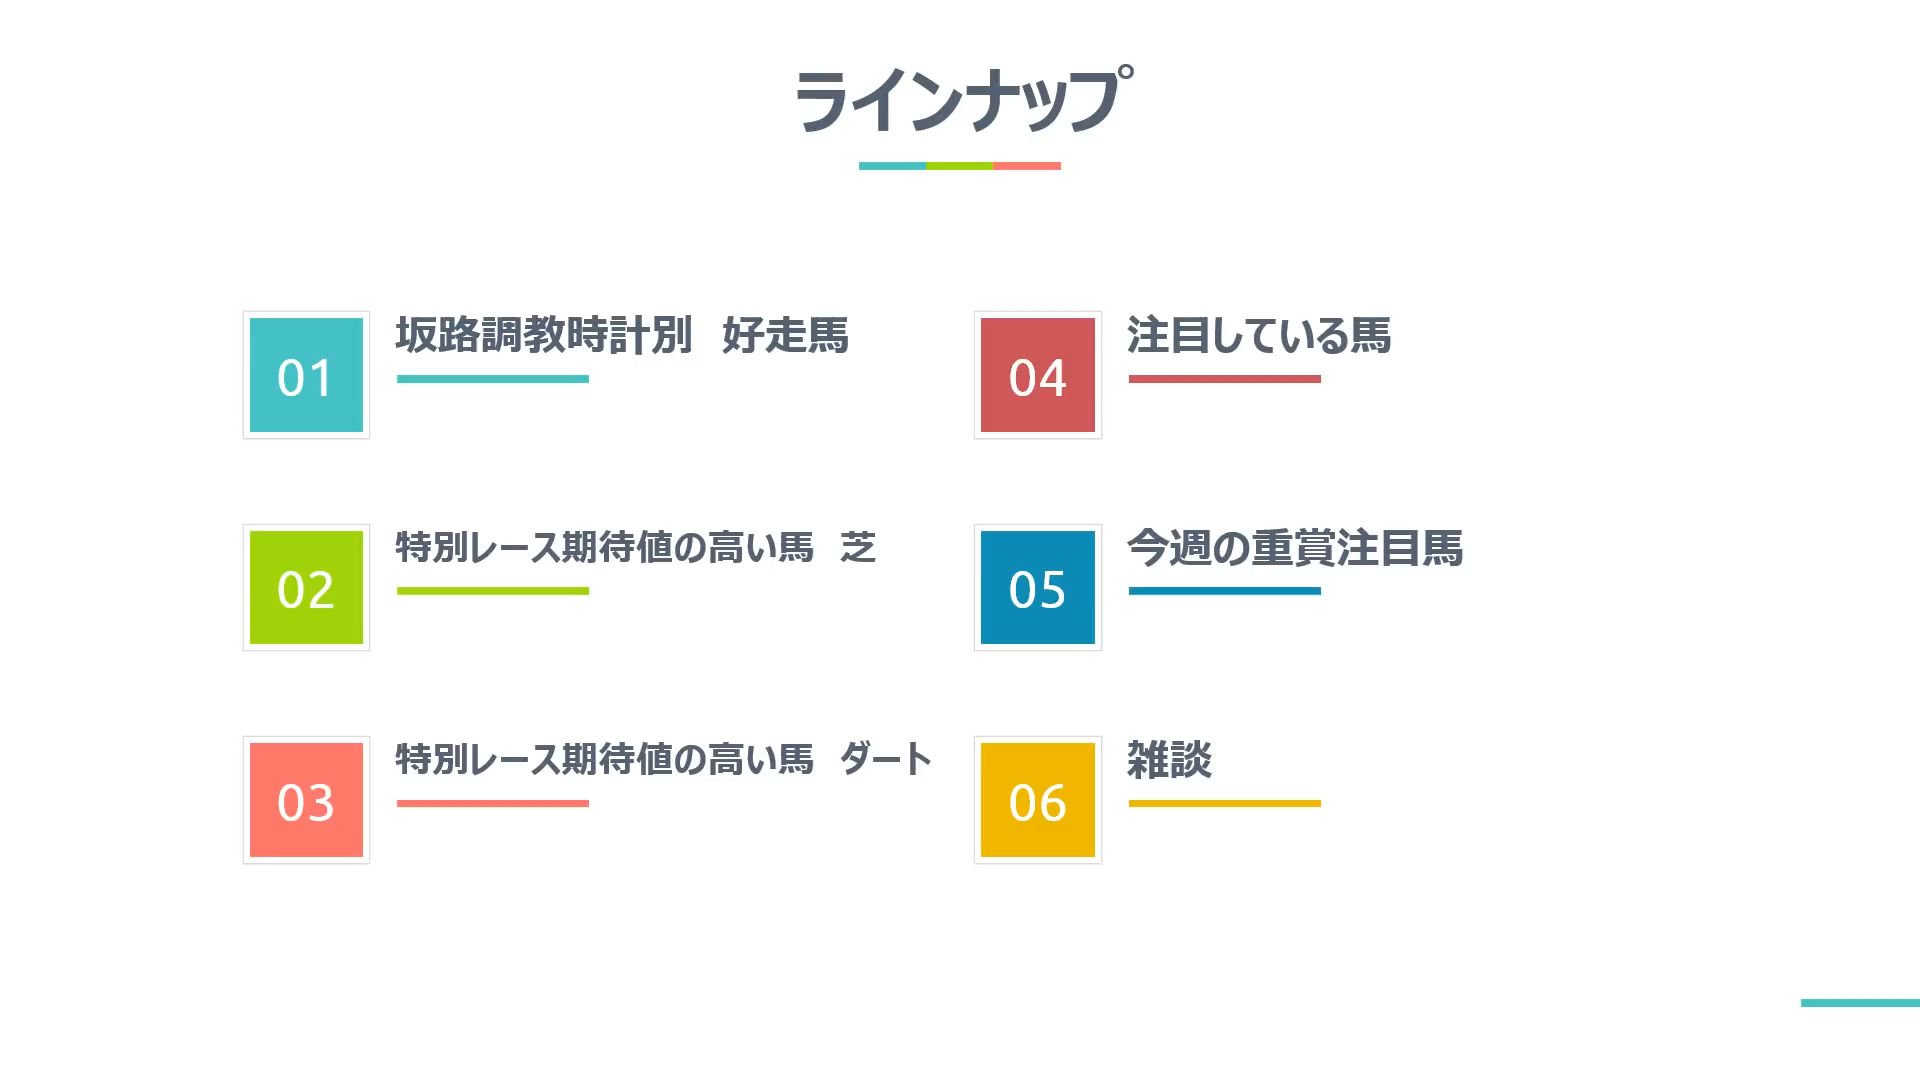 ラインナップ
01
坂路調教時計別　好走馬
02
特別レース期待値の高い馬　芝
03
特別レース期待値の高い馬　ダート
04
注目している馬
05
今週の重賞注目馬
06
雑談